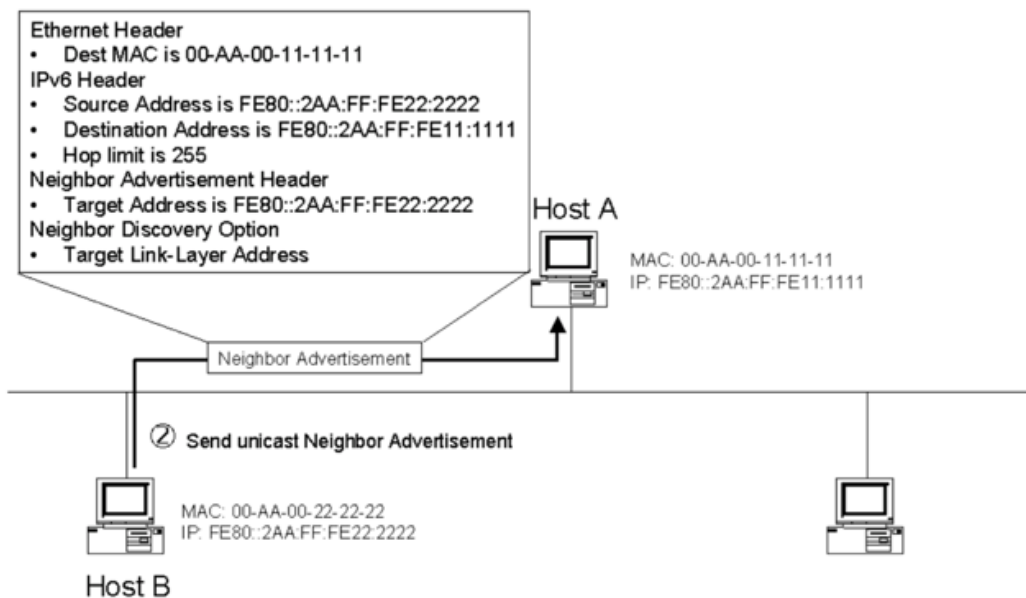 Ethernet Header
• Dest MAC is 00-AA-00-11-11-11
IPv6 Header
• Source Address is FE80::2AA:FF:FE22:2222
• Destination Address is FE80::2AA:FF:FE11:1111
• Hop limit is 255
Neighbor Advertisement Header
• Target Address is FE80::2AA:FF:FE22:2222
Neighbor Discovery Option
• Target Link-Layer Address
Host A
MAC: 00-AA-00-11-11-11
IP: FE80::2AA:FF:FE11:1111
Neighbor Advertisement
② Send unicast Neighbor Advertisement
MAC: 00-AA-00-22-22-22
IP: FE80::2AA:FF:FE22:2222
Host B